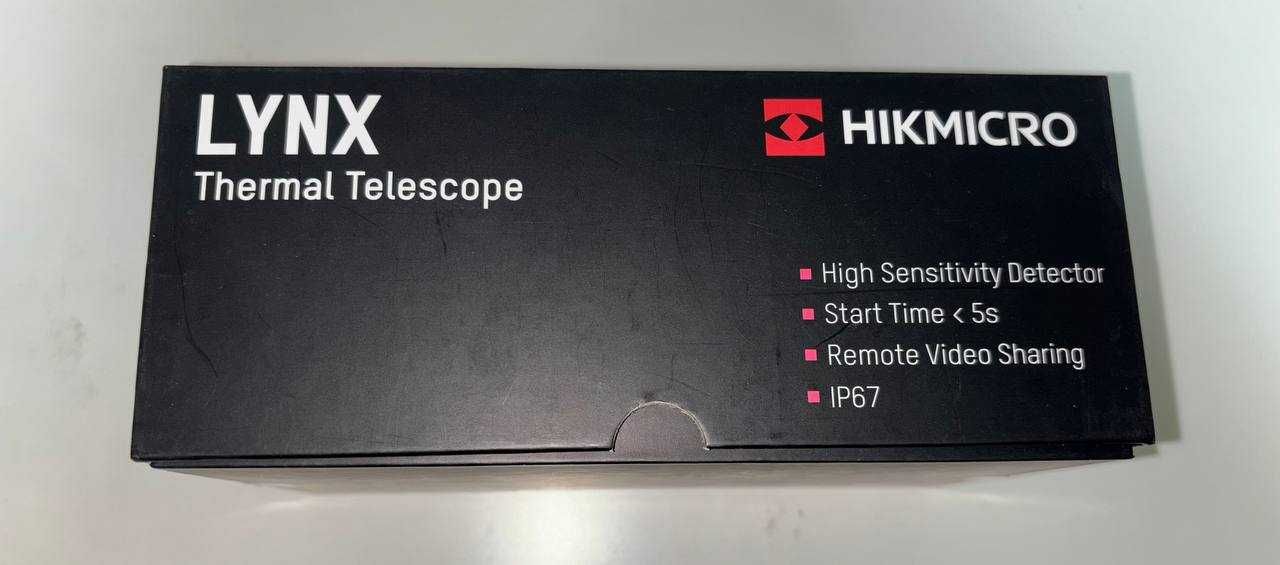 LYNX
Thermal Telescope
HIKMICRO
High Sensitivity Detector
Start Time < 5s
Remote Video Sharing
IP67